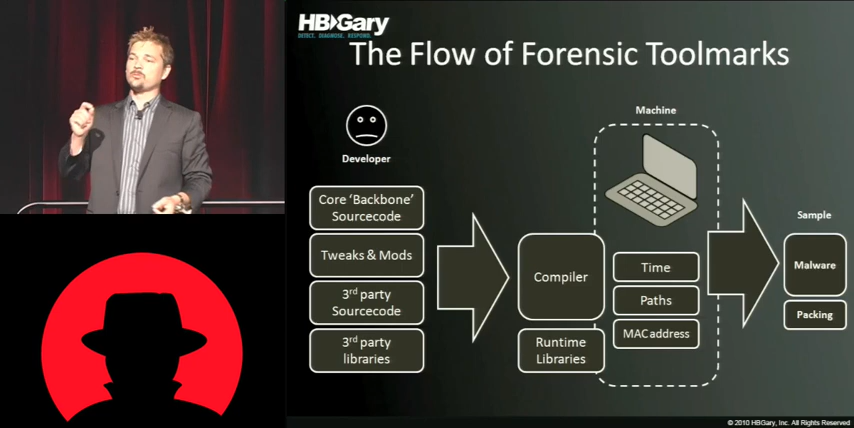 HBGary
DETECT. DIAGNOSE. RESPOND.
The Flow of Forensic Toolmarks
Developer
Core ‘Backbone’
Sourcecode
Tweaks & Mods
3rd party
Sourcecode
3rd party
libraries
Compiler
Runtime
Libraries
Machine
Time
Paths
MAC address
Sample
Malware
Packing
© 2010 HBGary, Inc. All Rights Reserved